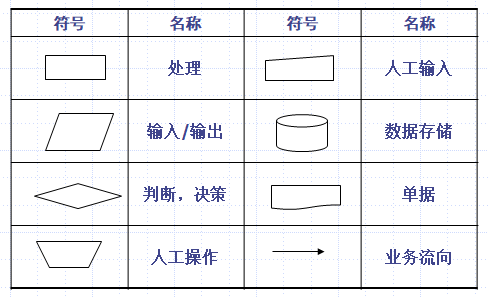 符号 名称 符号 名称
处理 人工输入
输入/输出 数据存储
判断，决策 单据
人工操作 业务流向